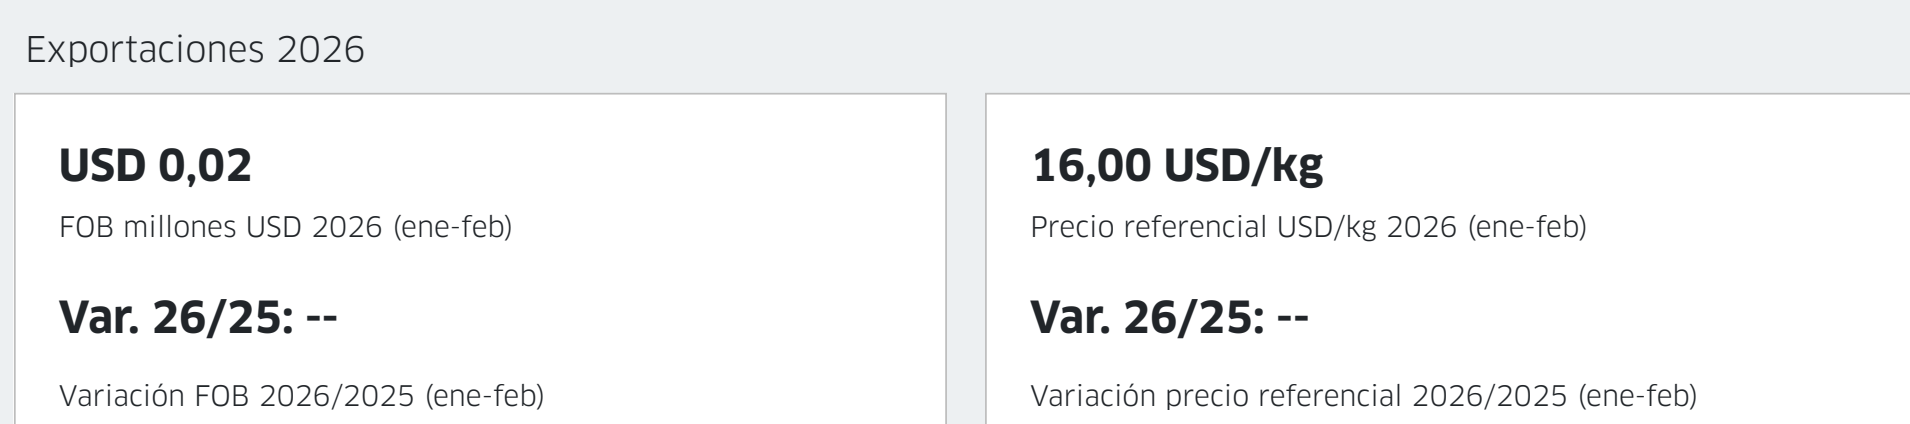 Exportaciones 2026
USD 0,02
FOB millones USD 2026 (ene-feb)
Var. 26/25: --
Variación FOB 2026/2025 (ene-feb)
16,00 USD/kg
Precio referencial USD/kg 2026 (ene-feb)
Var. 26/25: --
Variación precio referencial 2026/2025 (ene-feb)